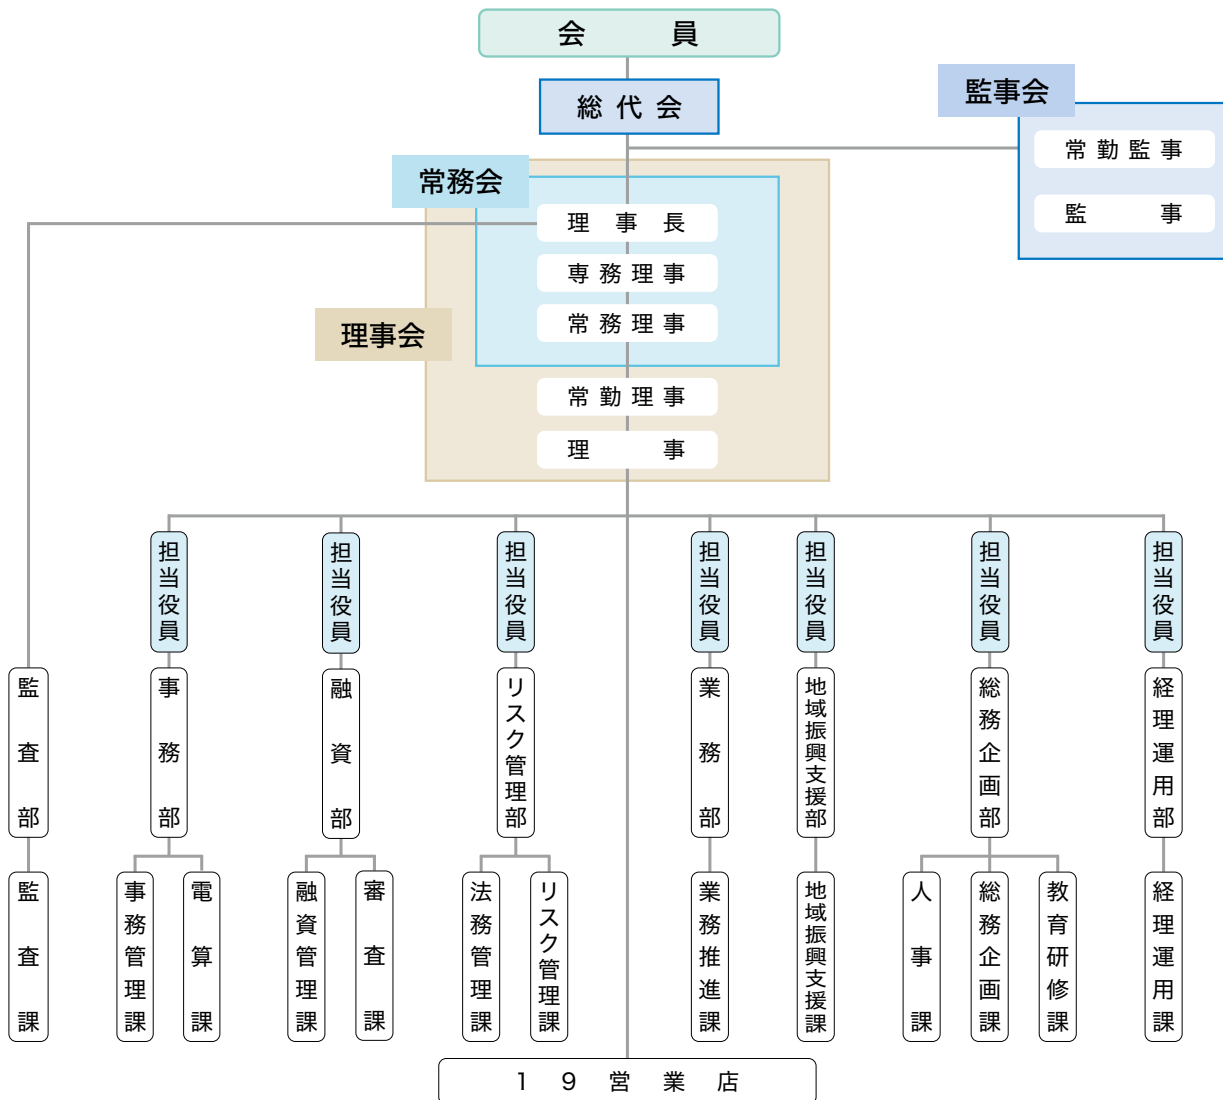 会員
総代会
監事会
常勤監事
監事
常務会
理事長
専務理事
常務理事
理事会
常勤理事
理事
担当役員
担当役員
担当役員
担当役員
担当役員
担当役員
担当役員
監査部
事務部
融資部
リスク管理部
業務部
地域振興支援部
総務企画部
経理運用部
監査課
事務管理課
電算課
融資管理課
審査課
法務管理課
リスク管理課
業務推進課
地域振興支援課
人事課
総務企画課
教育研修課
経理運用課
19営業店